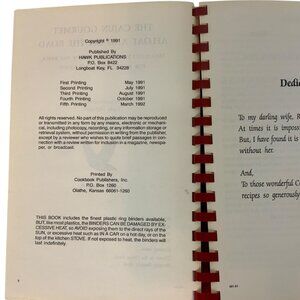 Copyright © 1991
Published By
HAWK PUBLICATIONS
P.O. Box 8422
Longboat Key, FL 34228
First Printing May 1991
Second Printing July 1991
Third Printing August 1991
Fourth Printing October 1991
Fifth Printing March 1992
All rights reserved. No part of this publication may be reproduced
or transmitted in any form by any means, electronic or mechan-
ical, including photocopy, recording, or any information storage or
retrieval system, without permission in writing from the publisher,
except by a reviewer who wishes to quote brief passages in con-
nection with a review written for inclusion in a magazine, newspa-
per, or broadcast.
Printed By
Cookbook Publishers, Inc.
P.O. Box 1260
Olathe, Kansas 66061-1260
THIS BOOK includes the finest plastic ring binders available,
BUT, like most plastics, the BINDERS CAN BE DAMAGED BY EX-
CESSIVE HEAT, so AVOID exposing them to the direct rays of the
SUN, or excessive heat such as IN A CAR on a hot day, or on the
top of the kitchen STOVE. If not exposed to heat, the binders will
last indefinitely.
Dedic
To my darling wife, R
At times it is impos
But, I have found it is
without her.
And,
To those wonderful C
recipes so generously